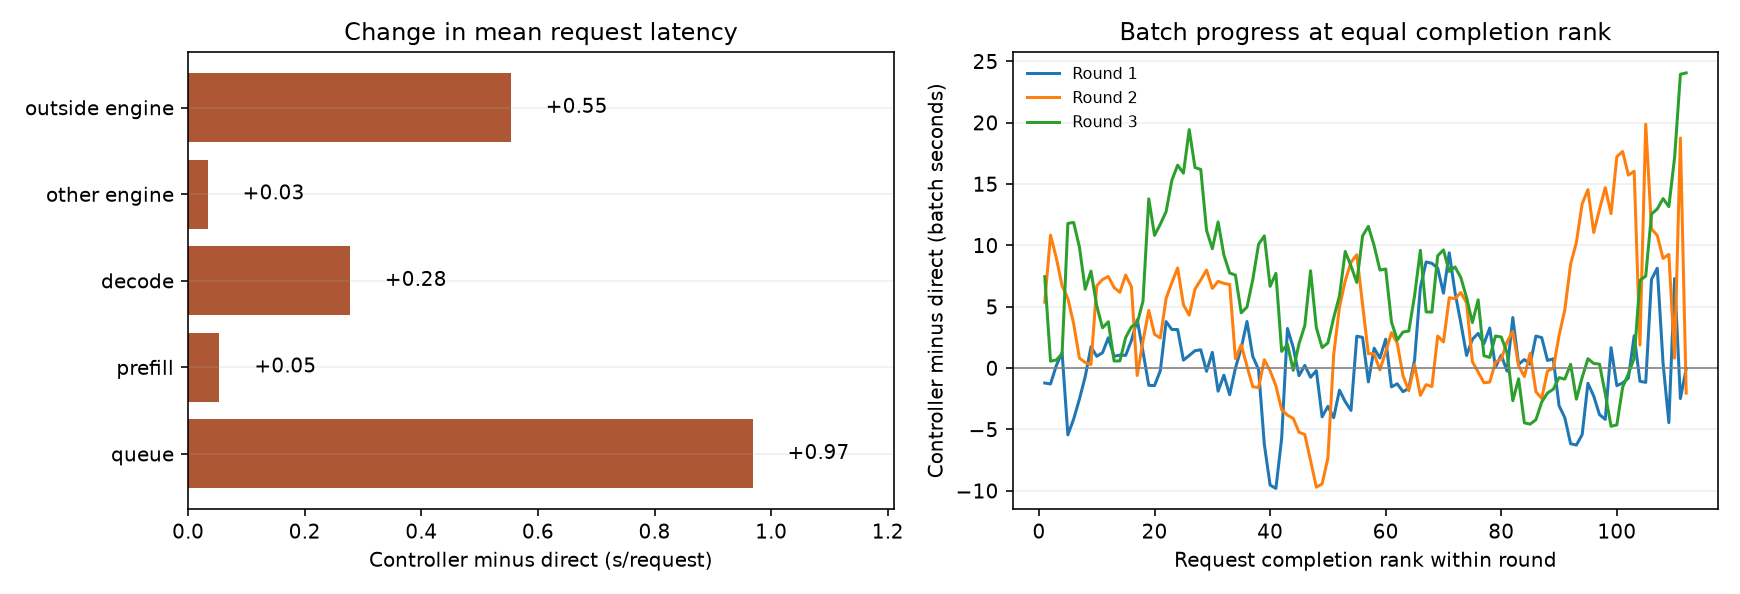 Change in mean request latency
outside engine
+0.55
other engine
+0.03
decode
+0.28
prefill
+0.05
queue
+0.97
0.0
0.2
0.4
0.6
0.8
1.0
1.2
Controller minus direct (s/request)
Batch progress at equal completion rank
Controller minus direct (batch seconds)
25
20
15
10
5
0
−5
−10
Round 1
Round 2
Round 3
0
20
40
60
80
100
Request completion rank within round